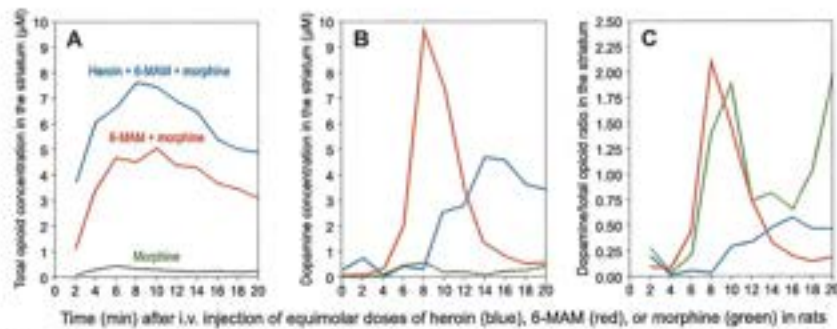 A
B
C
Total opioid concentration in the striatum (µM)
10
9
8
7
6
5
4
3
2
1
0
Heroin + 6-MAM + morphine
6-MAM + morphine
Morphine
0 2 4 6 8 10 12 14 16 18 20
Dopamine concentration in the striatum (µM)
10
9
8
7
6
5
4
3
2
1
0
0 2 4 6 8 10 12 14 16 18 20
Dopamine/total opioid ratio in the striatum
2.50
2.25
2.00
1.75
1.50
1.25
1.00
0.75
0.50
0.25
0.00
0 2 4 6 8 10 12 14 16 18 20
Time (min) after i.v. injection of equimolar doses of heroin (blue), 6-MAM (red), or morphine (green) in rats